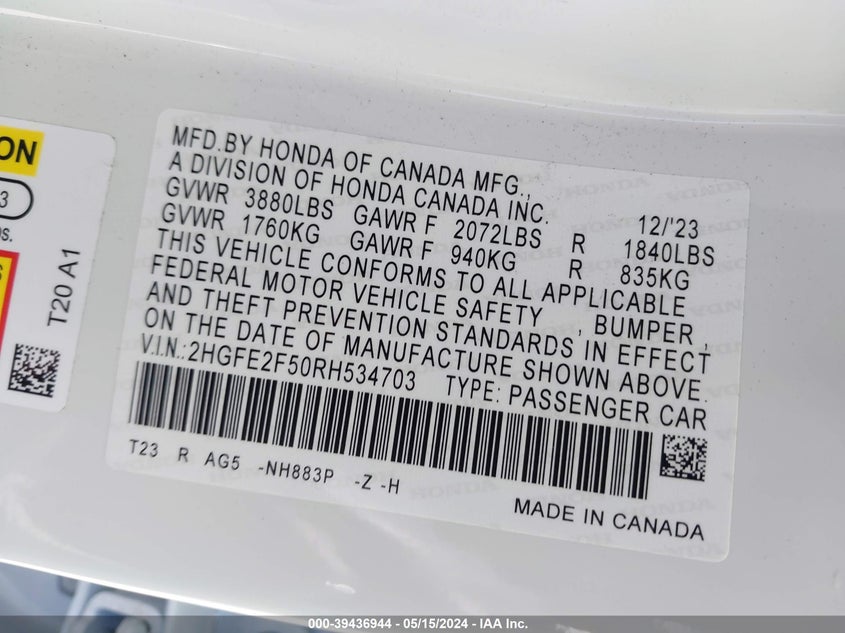 MFD.BY HONDA OF CANADA MFG.,
A DIVISION OF HONDA CANADA INC. 12/'23
GVWR 3880LBS GAWR F 2072LBS R 1840LBS
GVWR 1760KG GAWR F 940KG R 835KG
THIS VEHICLE CONFORMS TO ALL APPLICABLE
FEDERAL MOTOR VEHICLE SAFETY , BUMPER
AND THEFT PREVENTION STANDARDS IN EFFECT
ON THE DATE OF MANUFACTURE SHOWN ABOVE.
V.I.N.:2HGFE2F50RH534703 TYPE: PASSENGER CAR
T23 R AG5 -NH883P -Z -H
MADE IN CANADA
T20 A1
000-39436944 - 05/15/2024 - IAA Inc.